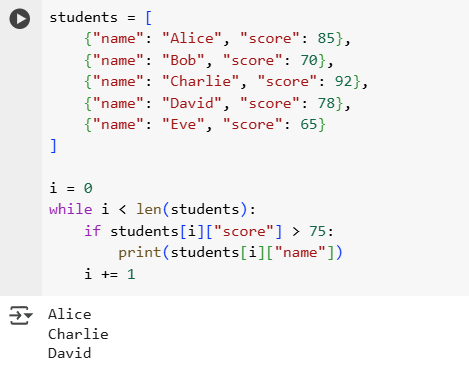 students = [
    {"name": "Alice", "score": 85},
    {"name": "Bob", "score": 70},
    {"name": "Charlie", "score": 92},
    {"name": "David", "score": 78},
    {"name": "Eve", "score": 65}
]

i = 0
while i < len(students):
    if students[i]["score"] > 75:
        print(students[i]["name"])
    i += 1
Alice
Charlie
David